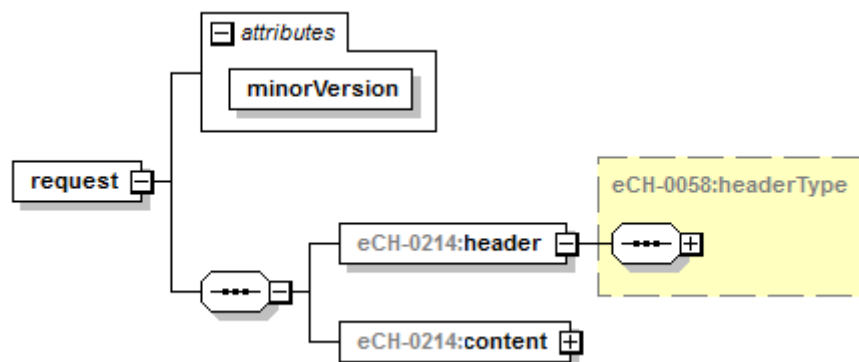 attributes
minorVersion
request
eCH-0058:headerType
eCH-0214:header
eCH-0214:content